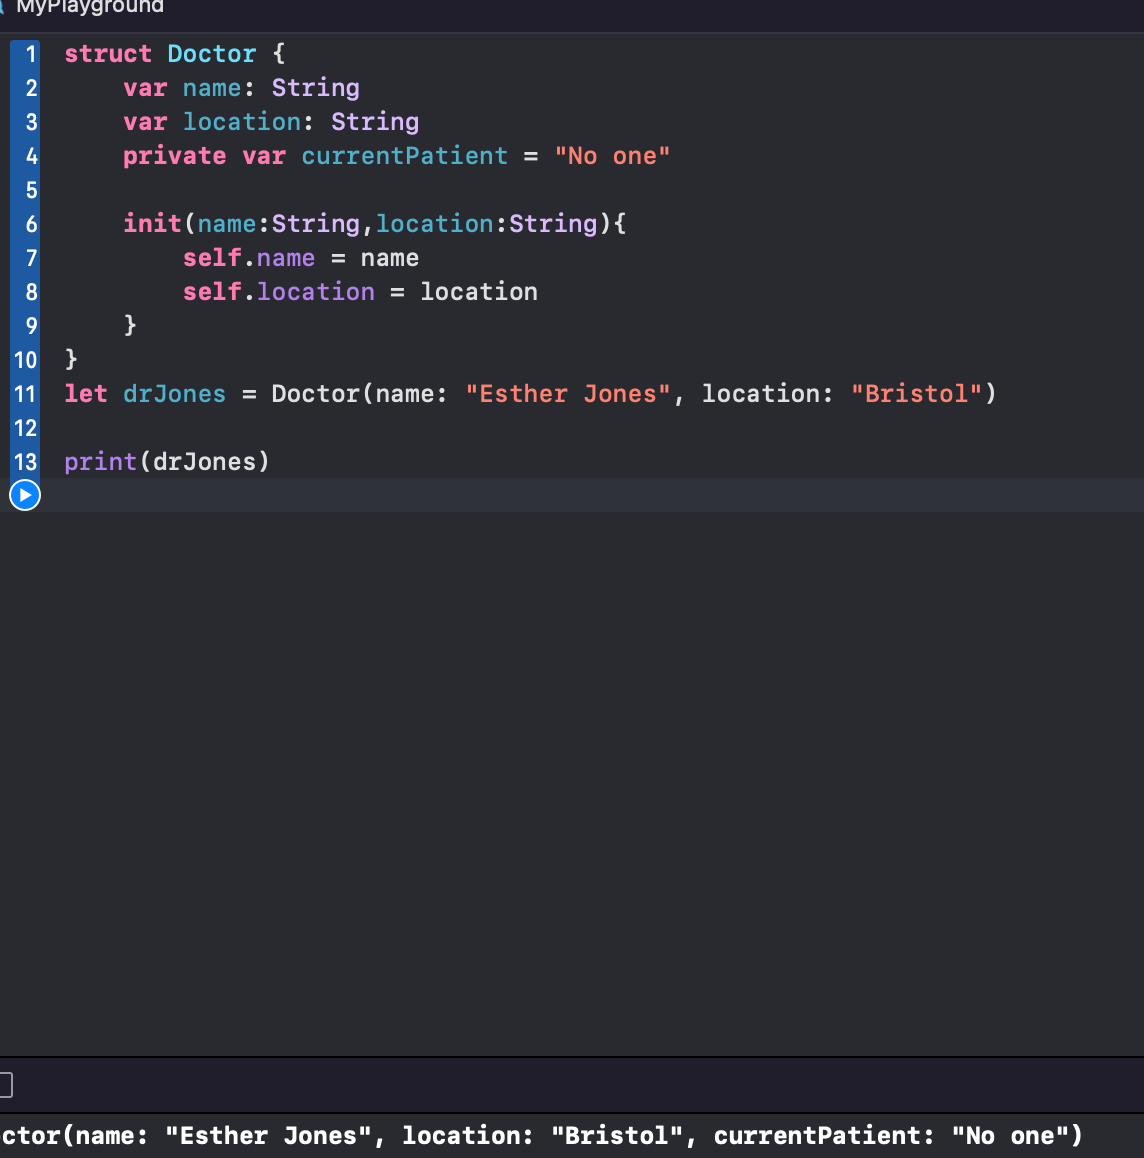 MyPlayground
1 struct Doctor {
2 var name: String
3 var location: String
4 private var currentPatient = "No one"
5
6 init(name:String,location:String){
7 self.name = name
8 self.location = location
9 }
10 }
11 let drJones = Doctor(name: "Esther Jones", location: "Bristol")
12
13 print(drJones)
ctor(name: "Esther Jones", location: "Bristol", currentPatient: "No one")